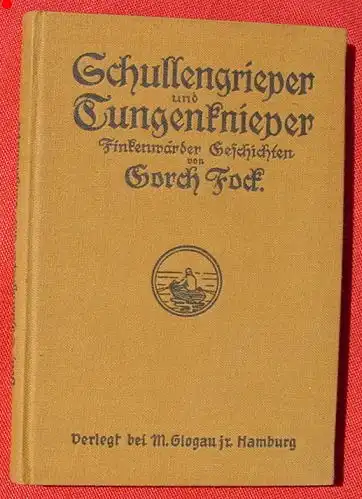 Schullengrieper
und
Tungenknieper
Finkenwärder Geschichten
von
Gorch Fock.
Verlegt bei M. Glogau jr. Hamburg